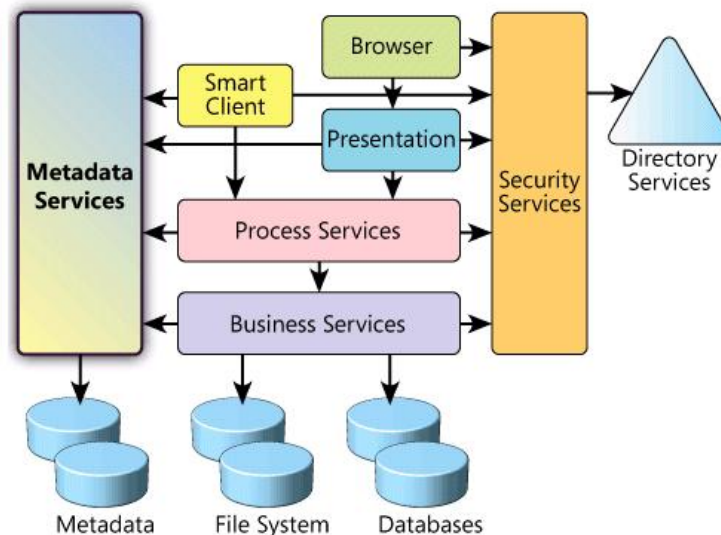 Browser
Smart
Client
Presentation
Metadata
Services
Security
Services
Directory
Services
Process Services
Business Services
Metadata
File System
Databases